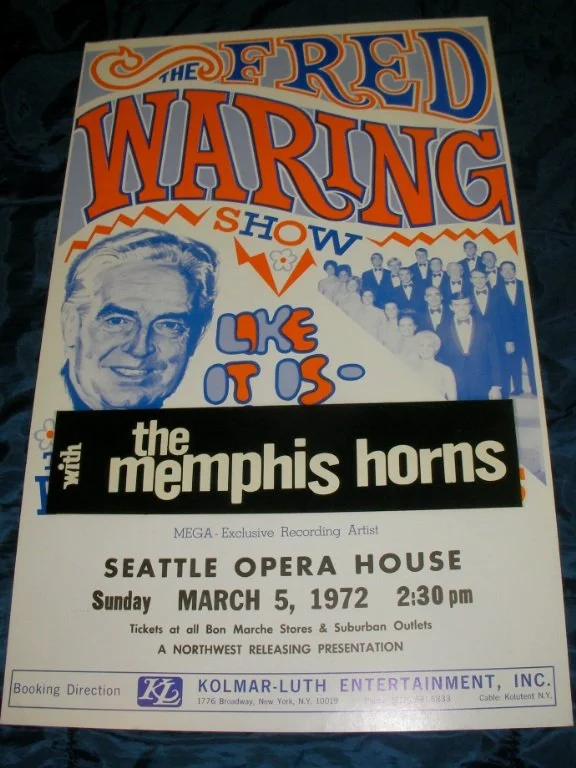 THE FRED
WARING
SHOW
LIKE
IT IS-
with the memphis horns
MEGA-Exclusive Recording Artist
SEATTLE OPERA HOUSE
Sunday MARCH 5, 1972 2:30 pm
Tickets at all Bon Marche Stores & Suburban Outlets
A NORTHWEST RELEASING PRESENTATION
Booking Direction KL KOLMAR-LUTH ENTERTAINMENT, INC.
1776 Broadway, New York, N.Y. 10019 Cable: Kolutent N.Y.